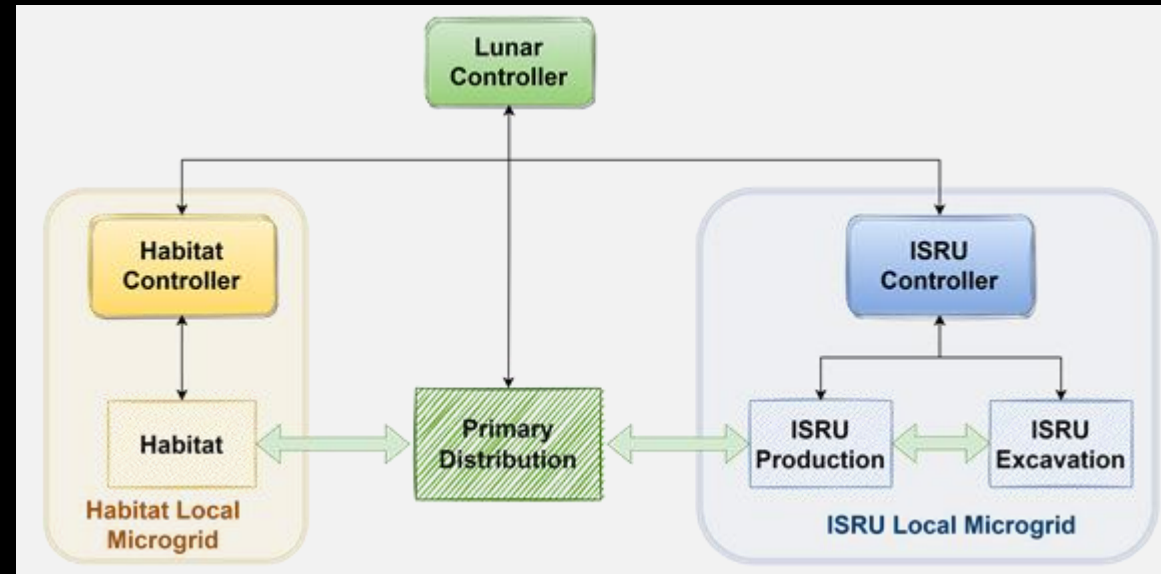 Lunar
Controller
Habitat
Controller
ISRU
Controller
Habitat
Primary
Distribution
ISRU
Production
ISRU
Excavation
Habitat Local
Microgrid
ISRU Local Microgrid